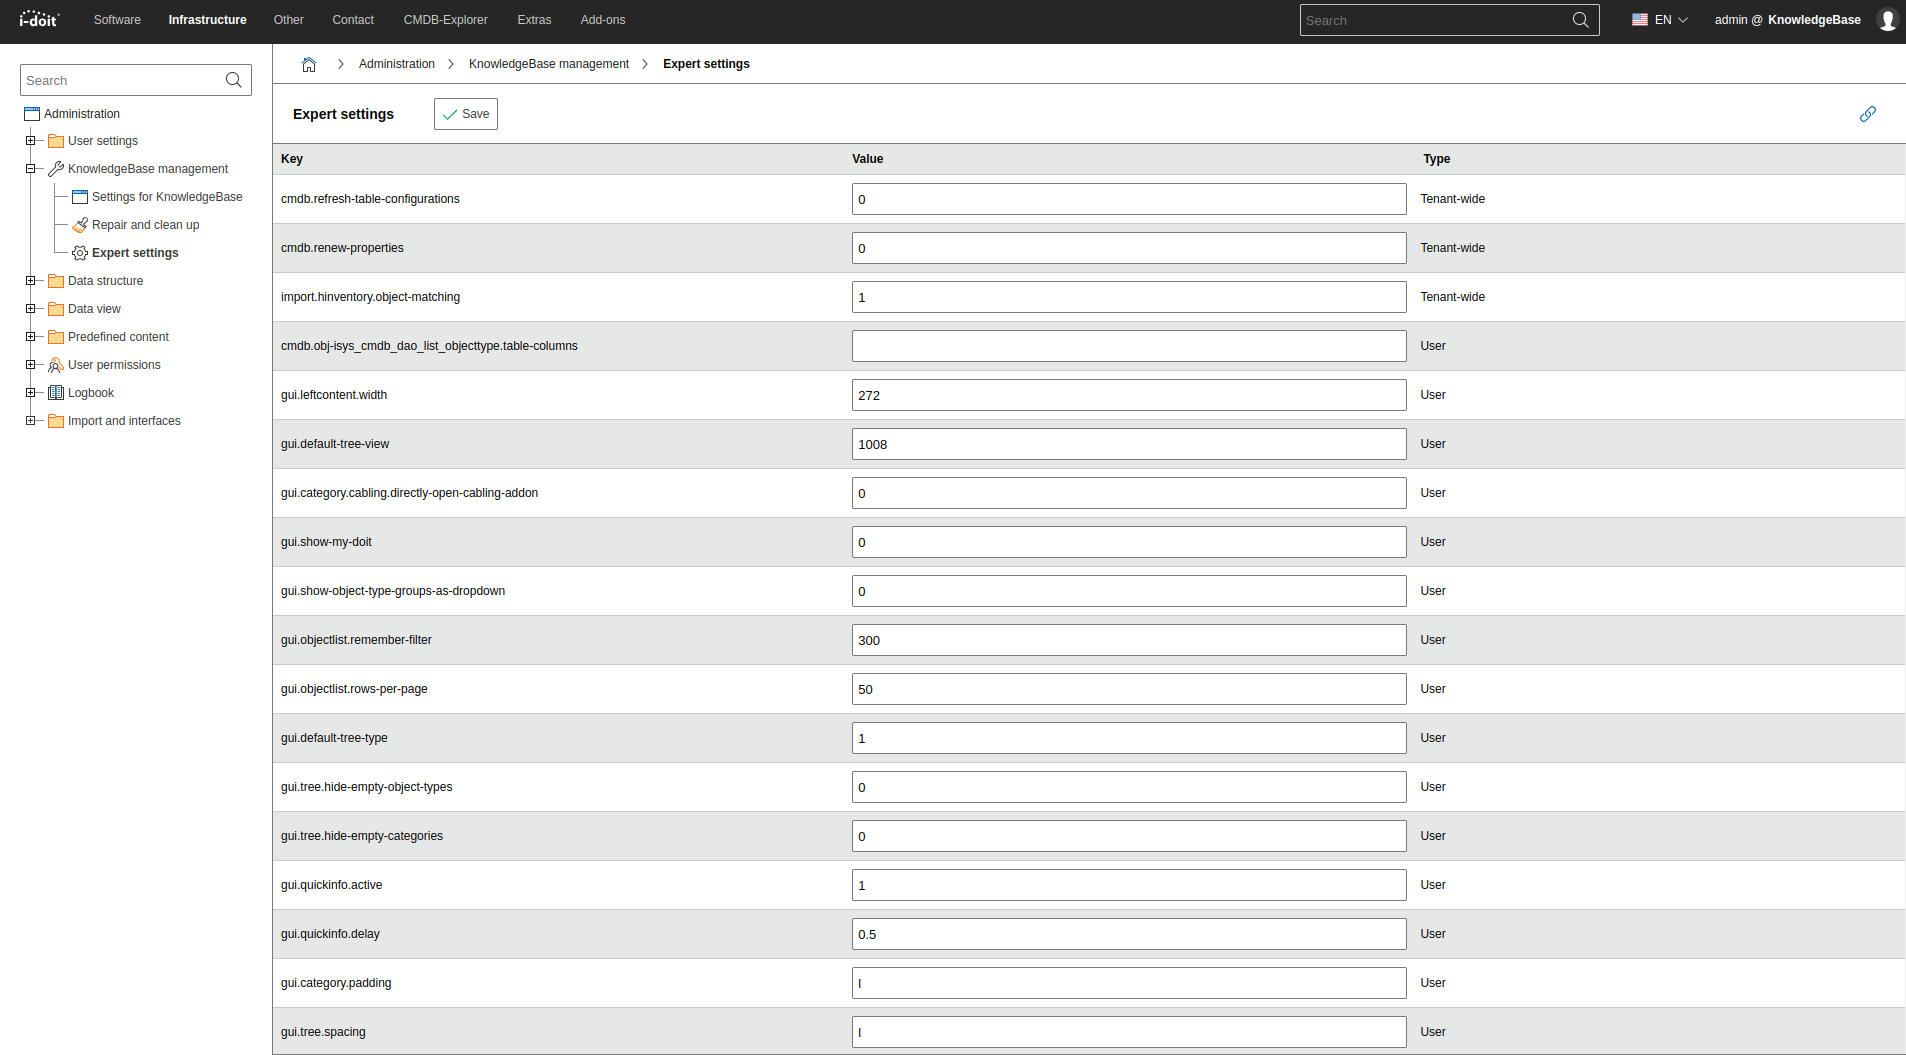 i-doit Software Infrastructure Other Contact CMDB-Explorer Extras Add-ons Search EN admin @ KnowledgeBase
Search
Administration
User settings
KnowledgeBase management
Settings for KnowledgeBase
Repair and clean up
Expert settings
Data structure
Data view
Predefined content
User permissions
Logbook
Import and interfaces
Administration KnowledgeBase management Expert settings
Expert settings Save
Key Value Type
cmdb.refresh-table-configurations 0 Tenant-wide
cmdb.renew-properties 0 Tenant-wide
import.hinventory.object-matching 1 Tenant-wide
cmdb.obj-isys_cmdb_dao_list_objecttype.table-columns User
gui.leftcontent.width 272 User
gui.default-tree-view 1008 User
gui.category.cabling.directly-open-cabling-addon 0 User
gui.show-my-doit 0 User
gui.show-object-type-groups-as-dropdown 0 User
gui.objectlist.remember-filter 300 User
gui.objectlist.rows-per-page 50 User
gui.default-tree-type 1 User
gui.tree.hide-empty-object-types 0 User
gui.tree.hide-empty-categories 0 User
gui.quickinfo.active 1 User
gui.quickinfo.delay 0.5 User
gui.category.padding l User
gui.tree.spacing l User